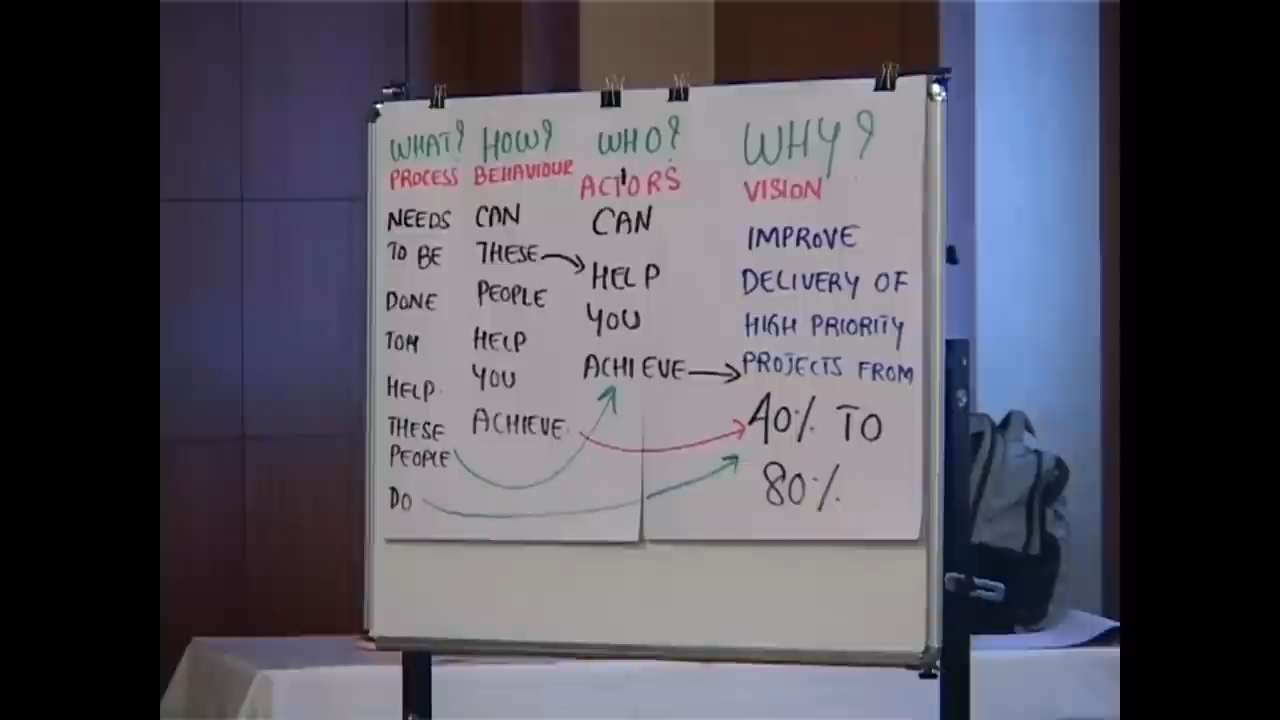 WHAT?
PROCESS
NEEDS
TO BE
DONE
TOM
HELP
THESE
PEOPLE
DO
HOW?
BEHAVIOUR
CAN
THESE
PEOPLE
HELP
YOU
ACHIEVE
WHO?
ACTORS
CAN
HELP
YOU
ACHIEVE
WHY?
VISION
IMPROVE
DELIVERY OF
HIGH PRIORITY
PROJECTS FROM
40% TO
80%